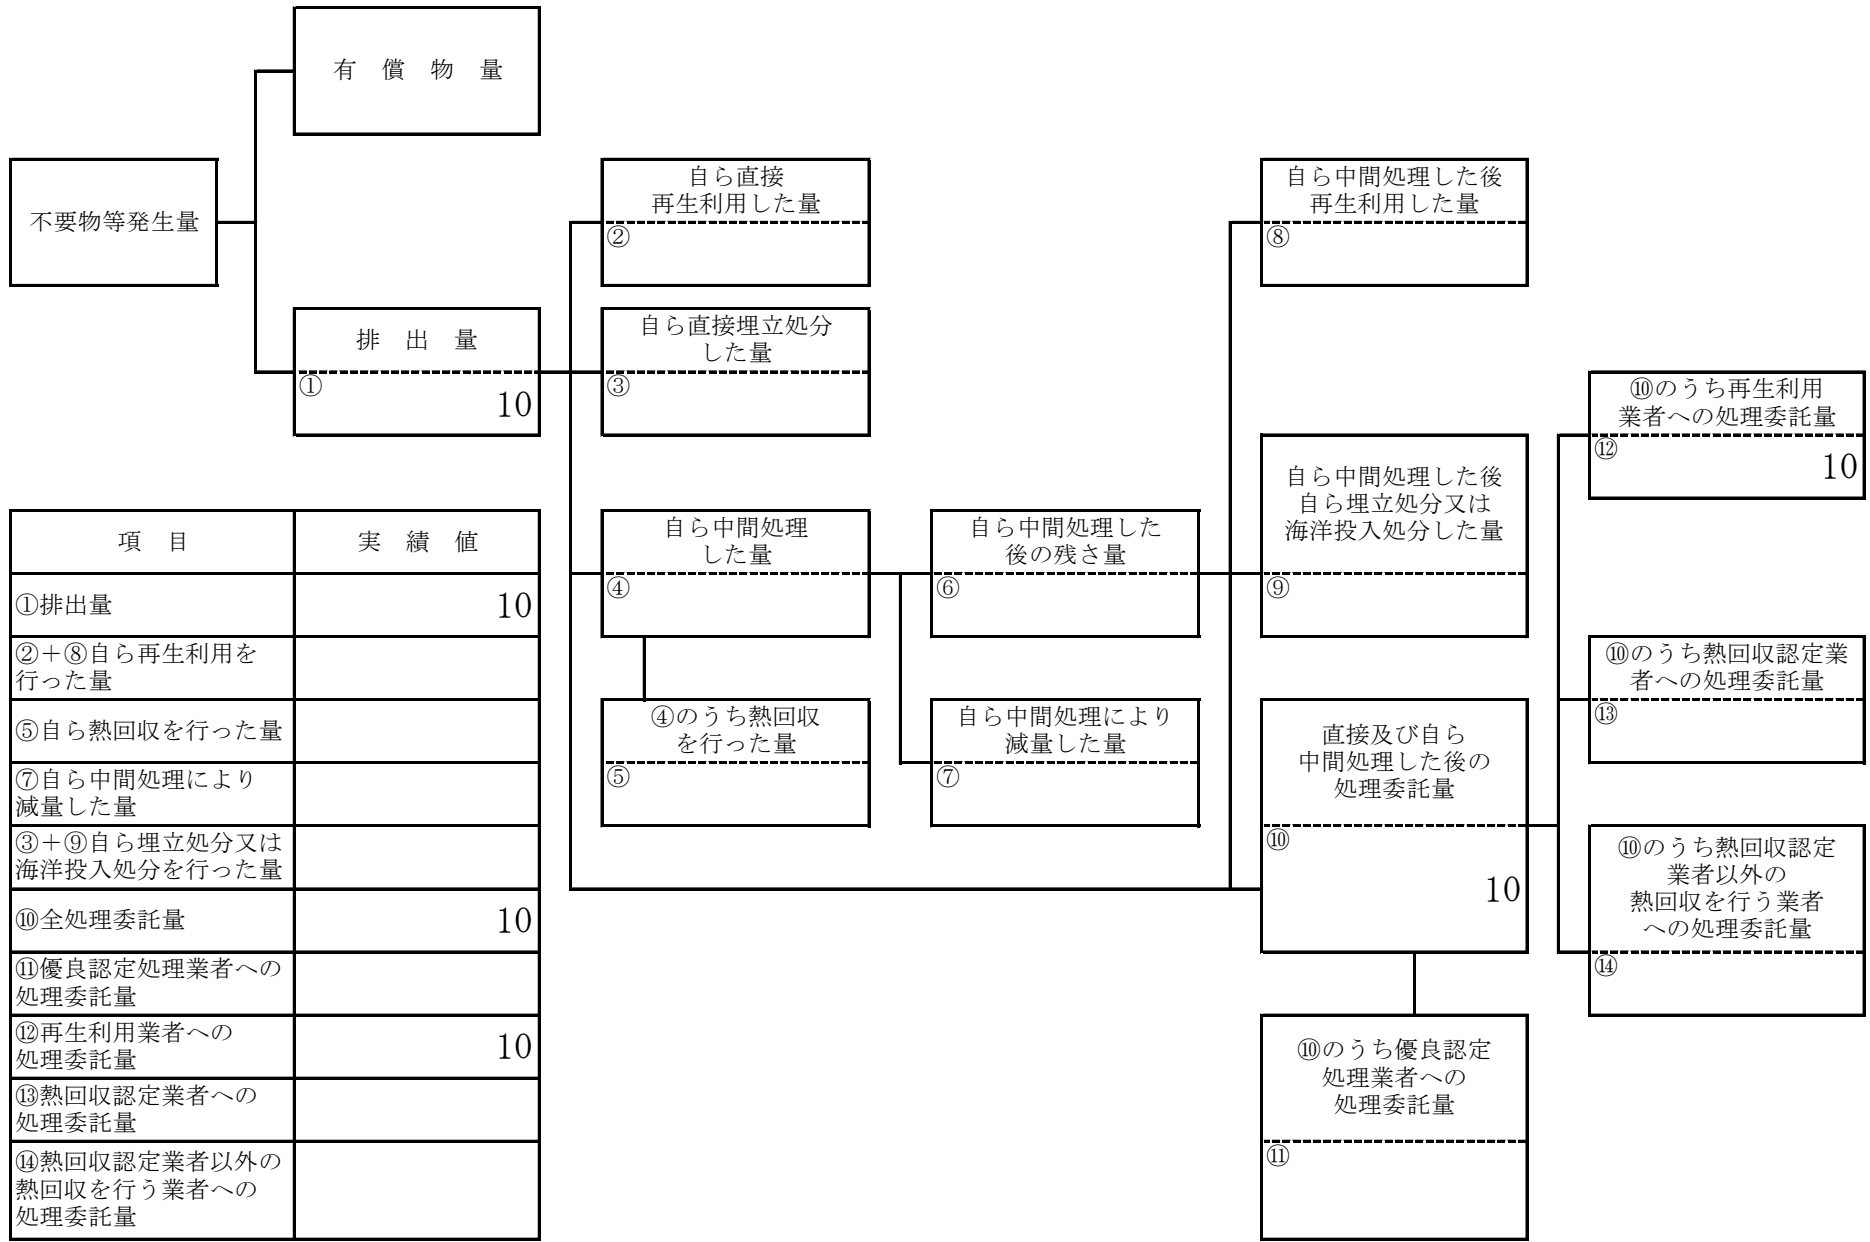 有償物量
不要物等発生量
排出量
①
10
自ら直接
再生利用した量
②
自ら直接埋立処分
した量
③
自ら中間処理
した量
④
④のうち熱回収
を行った量
⑤
自ら中間処理した
後の残さ量
⑥
自ら中間処理により
減量した量
⑦
自ら中間処理した後
再生利用した量
⑧
自ら中間処理した後
自ら埋立処分又は
海洋投入処分した量
⑨
直接及び自ら
中間処理した後の
処理委託量
⑩
10
⑩のうち優良認定
処理業者への
処理委託量
⑪
⑩のうち再生利用
業者への処理委託量
⑫
10
⑩のうち熱回収認定業
者への処理委託量
⑬
⑩のうち熱回収認定
業者以外の
熱回収を行う業者
への処理委託量
⑭
項目 実績値
①排出量 10
②+⑧自ら再生利用を
行った量
⑤自ら熱回収を行った量
⑦自ら中間処理により
減量した量
③+⑨自ら埋立処分又は
海洋投入処分を行った量
⑩全処理委託量 10
⑪優良認定処理業者への
処理委託量
⑫再生利用業者への
処理委託量 10
⑬熱回収認定業者への
処理委託量
⑭熱回収認定業者以外の
熱回収を行う業者への
処理委託量